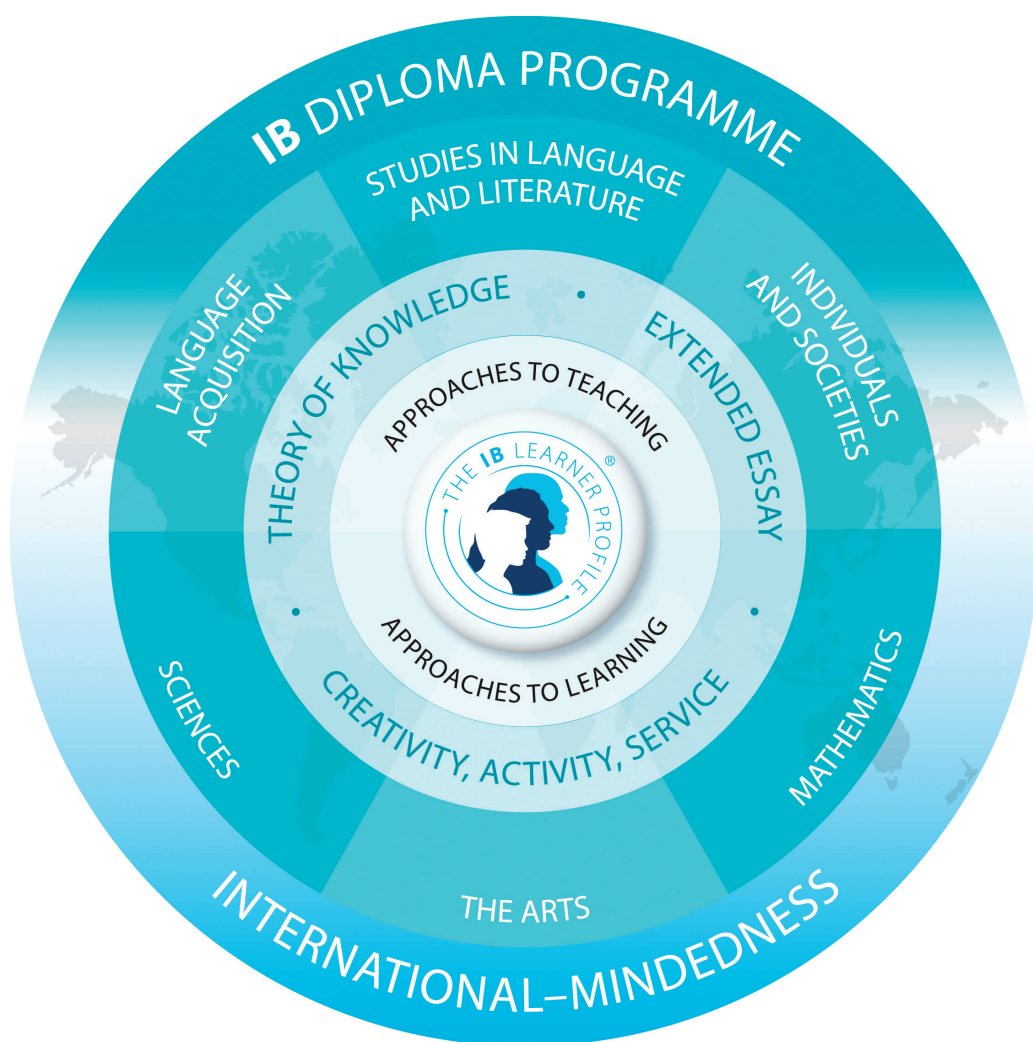 IB DIPLOMA PROGRAMME
STUDIES IN LANGUAGE
AND LITERATURE
LANGUAGE
ACQUISITION
INDIVIDUALS
AND SOCIETIES
THEORY OF KNOWLEDGE
•
EXTENDED ESSAY
•
CREATIVITY, ACTIVITY, SERVICE
•
APPROACHES TO TEACHING
THE IB LEARNER PROFILE®
APPROACHES TO LEARNING
SCIENCES
MATHEMATICS
THE ARTS
INTERNATIONAL–MINDEDNESS